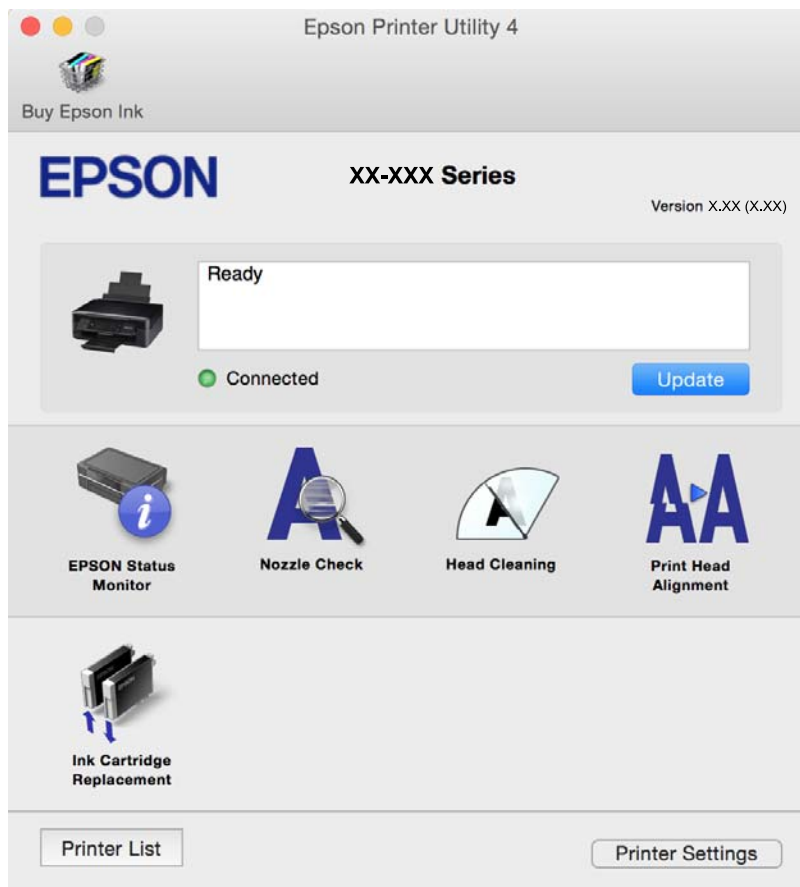 Epson Printer Utility 4
Buy Epson Ink
EPSON
XX-XXX Series
Version X.XX (X.XX)
Ready
Connected
Update
EPSON Status
Monitor
Nozzle Check
Head Cleaning
Print Head
Alignment
Ink Cartridge
Replacement
Printer List
Printer Settings